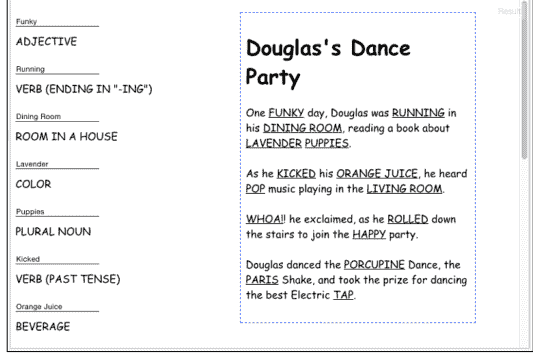 Result
Funky
ADJECTIVE
Running
VERB (ENDING IN "-ING")
Dining Room
ROOM IN A HOUSE
Lavender
COLOR
Puppies
PLURAL NOUN
Kicked
VERB (PAST TENSE)
Orange Juice
BEVERAGE
Douglas's Dance
Party
One FUNKY day, Douglas was RUNNING in
his DINING ROOM, reading a book about
LAVENDER PUPPIES.
As he KICKED his ORANGE JUICE, he heard
POP music playing in the LIVING ROOM.
WHOA!! he exclaimed, as he ROLLED down
the stairs to join the HAPPY party.
Douglas danced the PORCUPINE Dance, the
PARIS Shake, and took the prize for dancing
the best Electric TAP.